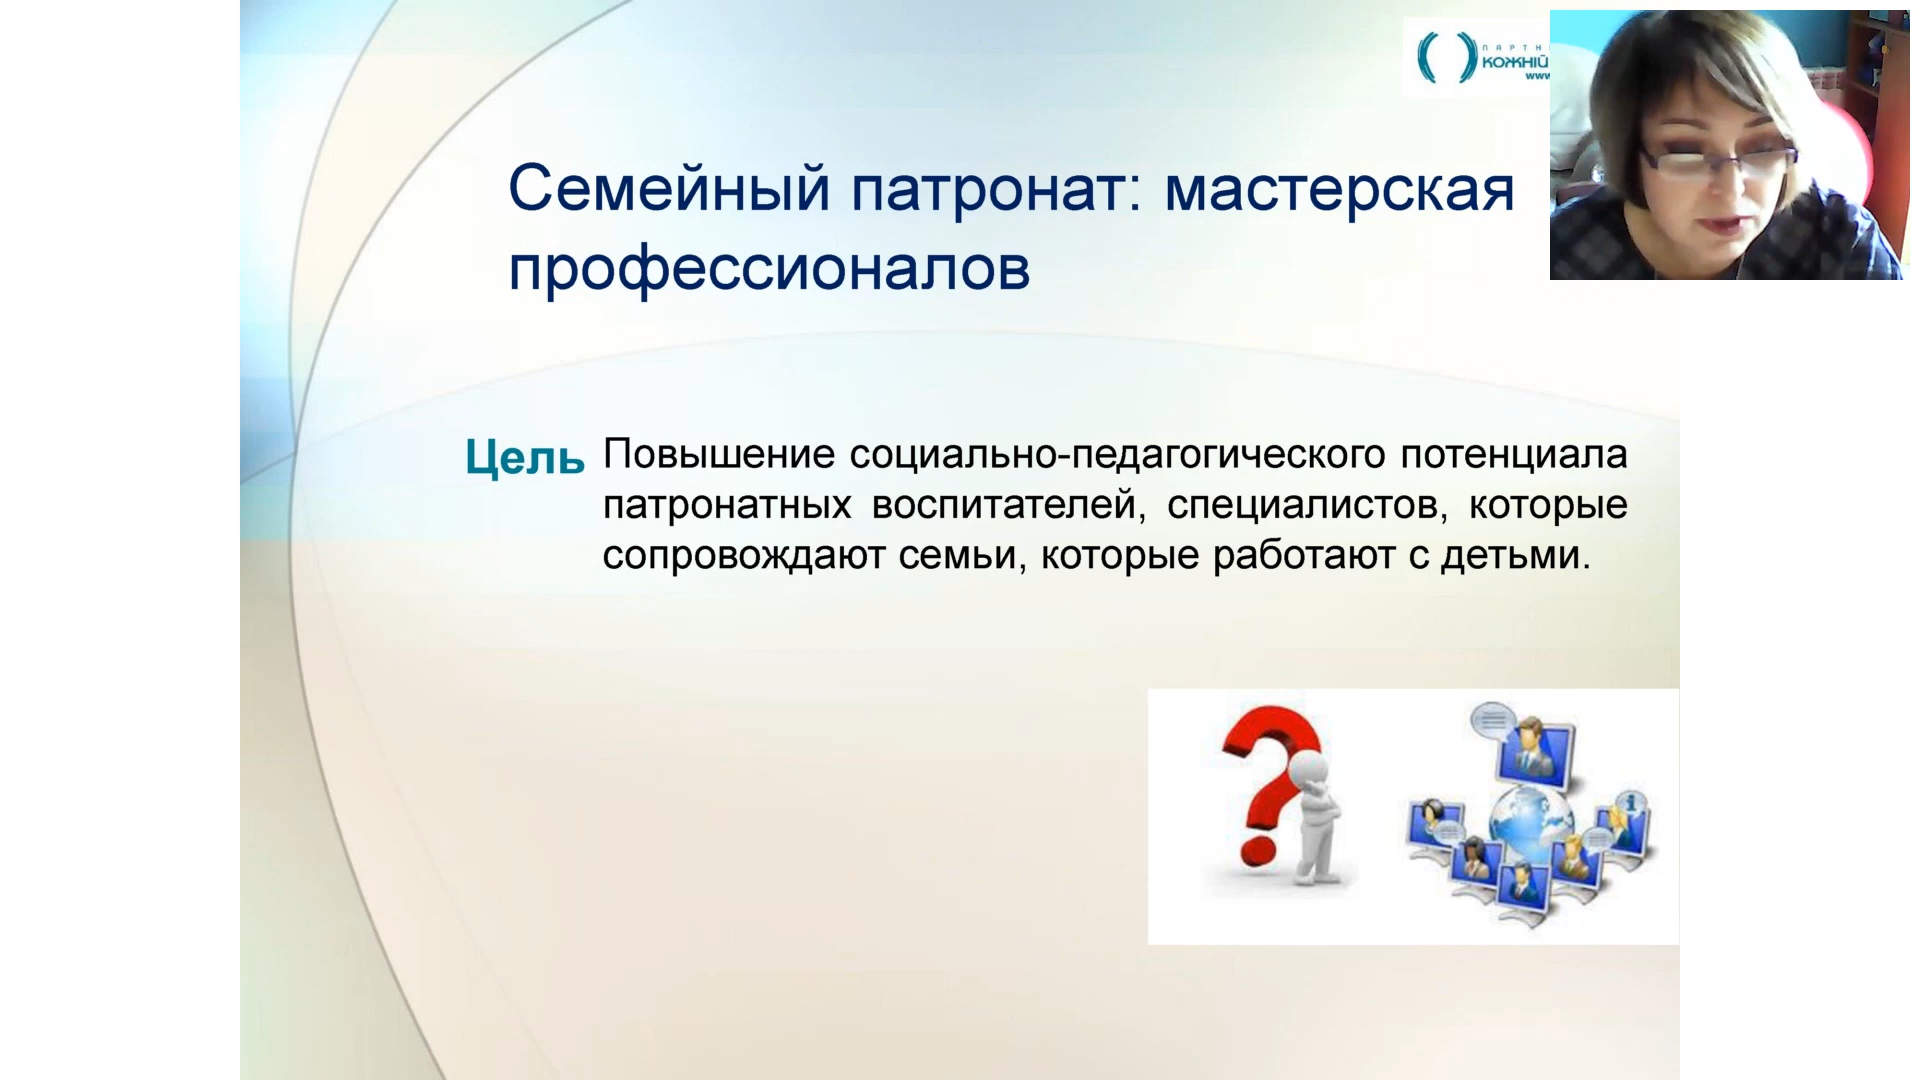 КОЖНІЙ
www
Семейный патронат: мастерская
профессионалов
Цель Повышение социально-педагогического потенциала
патронатных воспитателей, специалистов, которые
сопровождают семьи, которые работают с детьми.